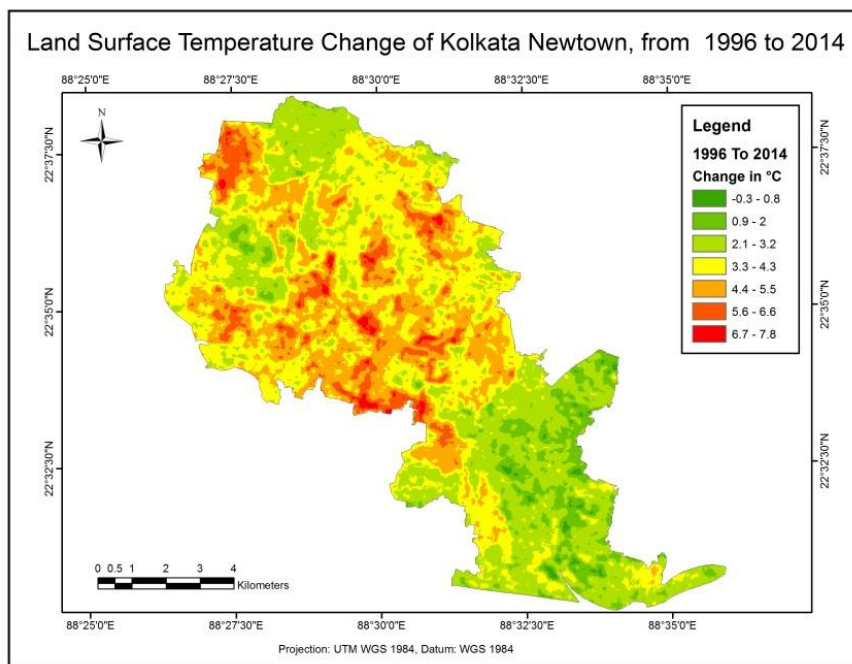 Land Surface Temperature Change of Kolkata Newtown, from 1996 to 2014
88°25'0"E 88°27'30"E 88°30'0"E 88°32'30"E 88°35'0"E
N
22°37'30"N
22°37'30"N
Legend
1996 To 2014
Change in °C
-0.3 - 0.8
0.9 - 2
2.1 - 3.2
3.3 - 4.3
4.4 - 5.5
5.6 - 6.6
6.7 - 7.8
22°35'0"N
22°35'0"N
22°32'30"N
22°32'30"N
0 0.5 1 2 3 4
Kilometers
88°25'0"E 88°27'30"E 88°30'0"E 88°32'30"E 88°35'0"E
Projection: UTM WGS 1984, Datum: WGS 1984